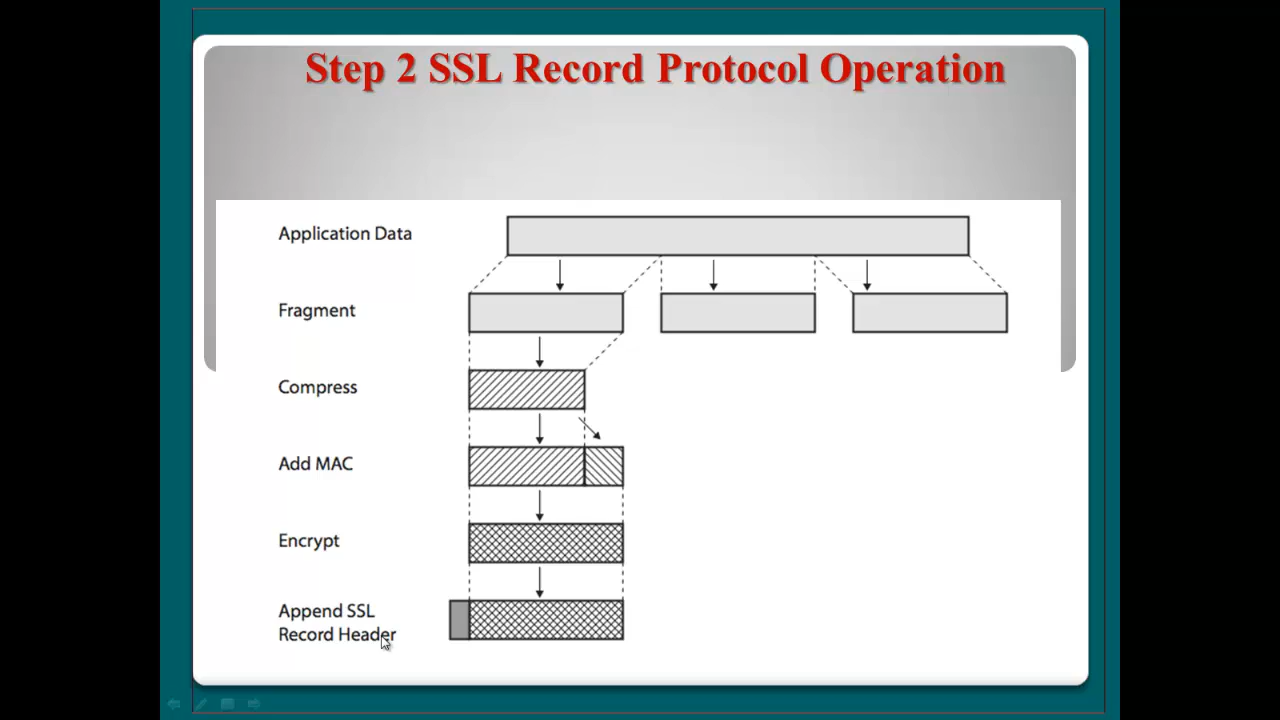 Step 2 SSL Record Protocol Operation
Application Data
Fragment
Compress
Add MAC
Encrypt
Append SSL
Record Header